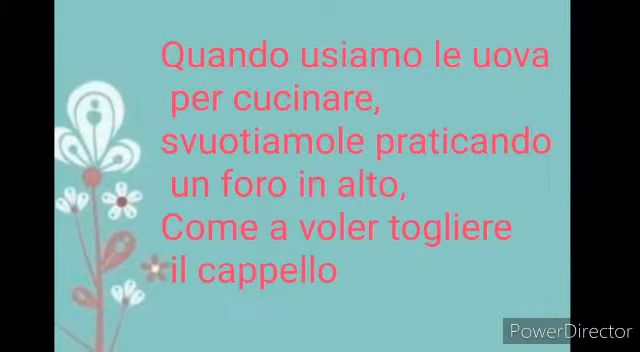 Quando usiamo le uova
per cucinare,
svuotiamole praticando
un foro in alto,
Come a voler togliere
il cappello
PowerDirector